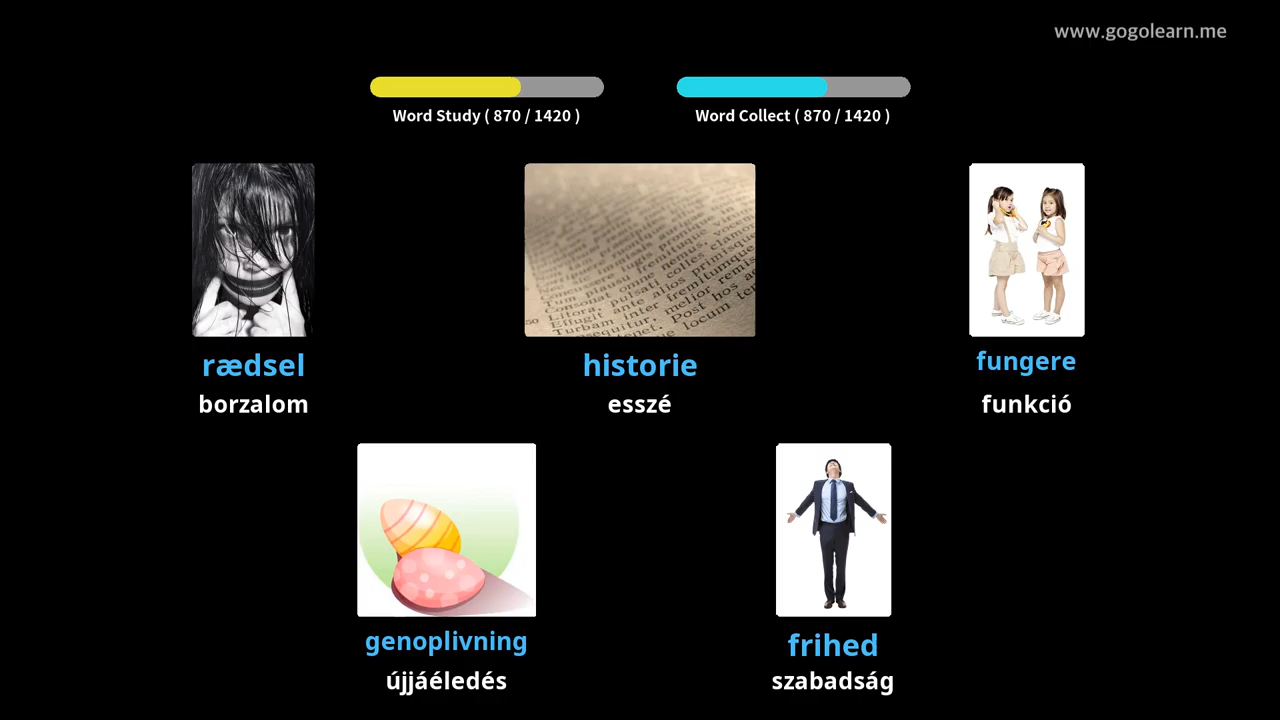 www.gogolearn.me
Word Study ( 870 / 1420 )
Word Collect ( 870 / 1420 )
rædsel
borzalom
historie
esszé
fungere
funkció
genoplivning
újjáéledés
frihed
szabadság